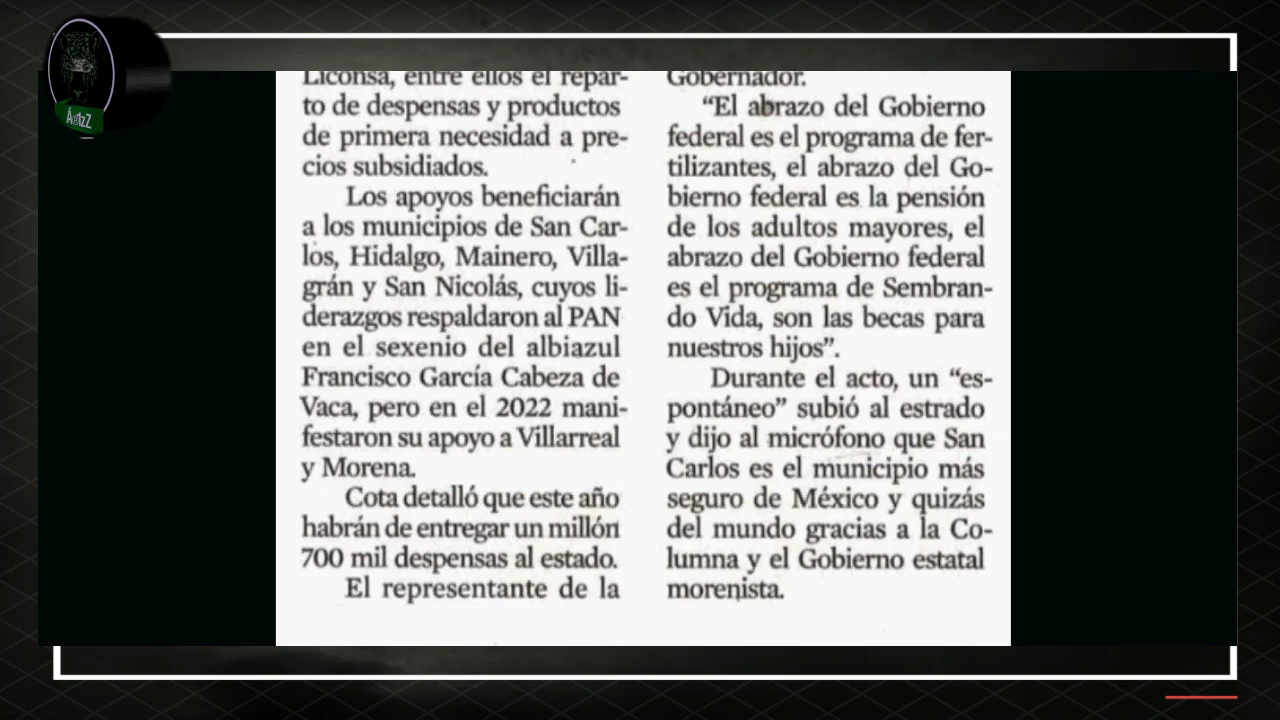 Liconsa, entre ellos el repar-
to de despensas y productos
de primera necesidad a pre-
cios subsidiados.
Los apoyos beneficiarán
a los municipios de San Car-
los, Hidalgo, Mainero, Villa-
grán y San Nicolás, cuyos li-
derazgos respaldaron al PAN
en el sexenio del albiazul
Francisco García Cabeza de
Vaca, pero en el 2022 mani-
festaron su apoyo a Villarreal
y Morena.
Cota detalló que este año
habrán de entregar un millón
700 mil despensas al estado.
El representante de la
Gobernador.
“El abrazo del Gobierno
federal es el programa de fer-
tilizantes, el abrazo del Go-
bierno federal es la pensión
de los adultos mayores, el
abrazo del Gobierno federal
es el programa de Sembran-
do Vida, son las becas para
nuestros hijos”.
Durante el acto, un “es-
pontáneo” subió al estrado
y dijo al micrófono que San
Carlos es el municipio más
seguro de México y quizás
del mundo gracias a la Co-
lumna y el Gobierno estatal
morenista.